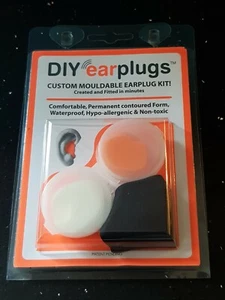 DIY earplugs™
CUSTOM MOULDABLE EARPLUG KIT!
Created and Fitted in minutes
Comfortable, Permanent contoured Form,
Waterproof, Hypo-allergenic & Non-toxic